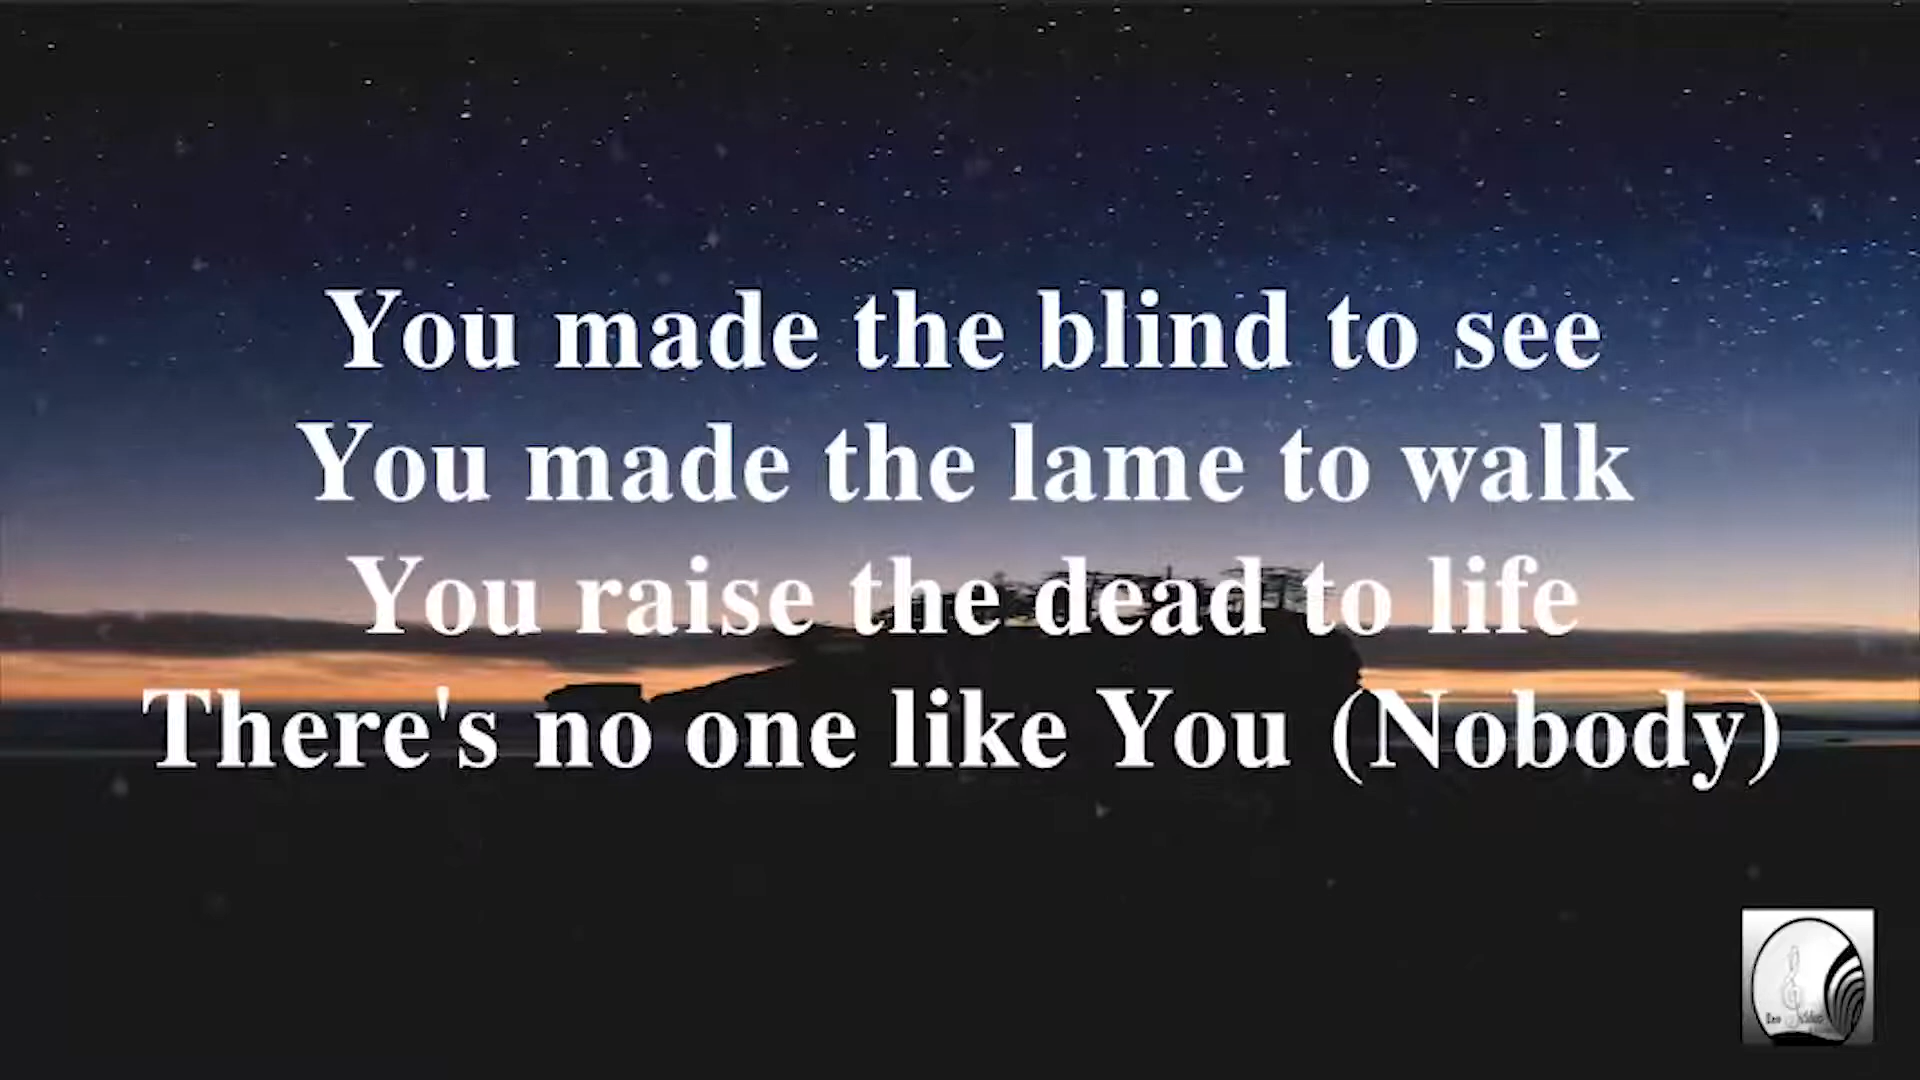 You made the blind to see
You made the lame to walk
You raise the dead to life
There's no one like You (Nobody)